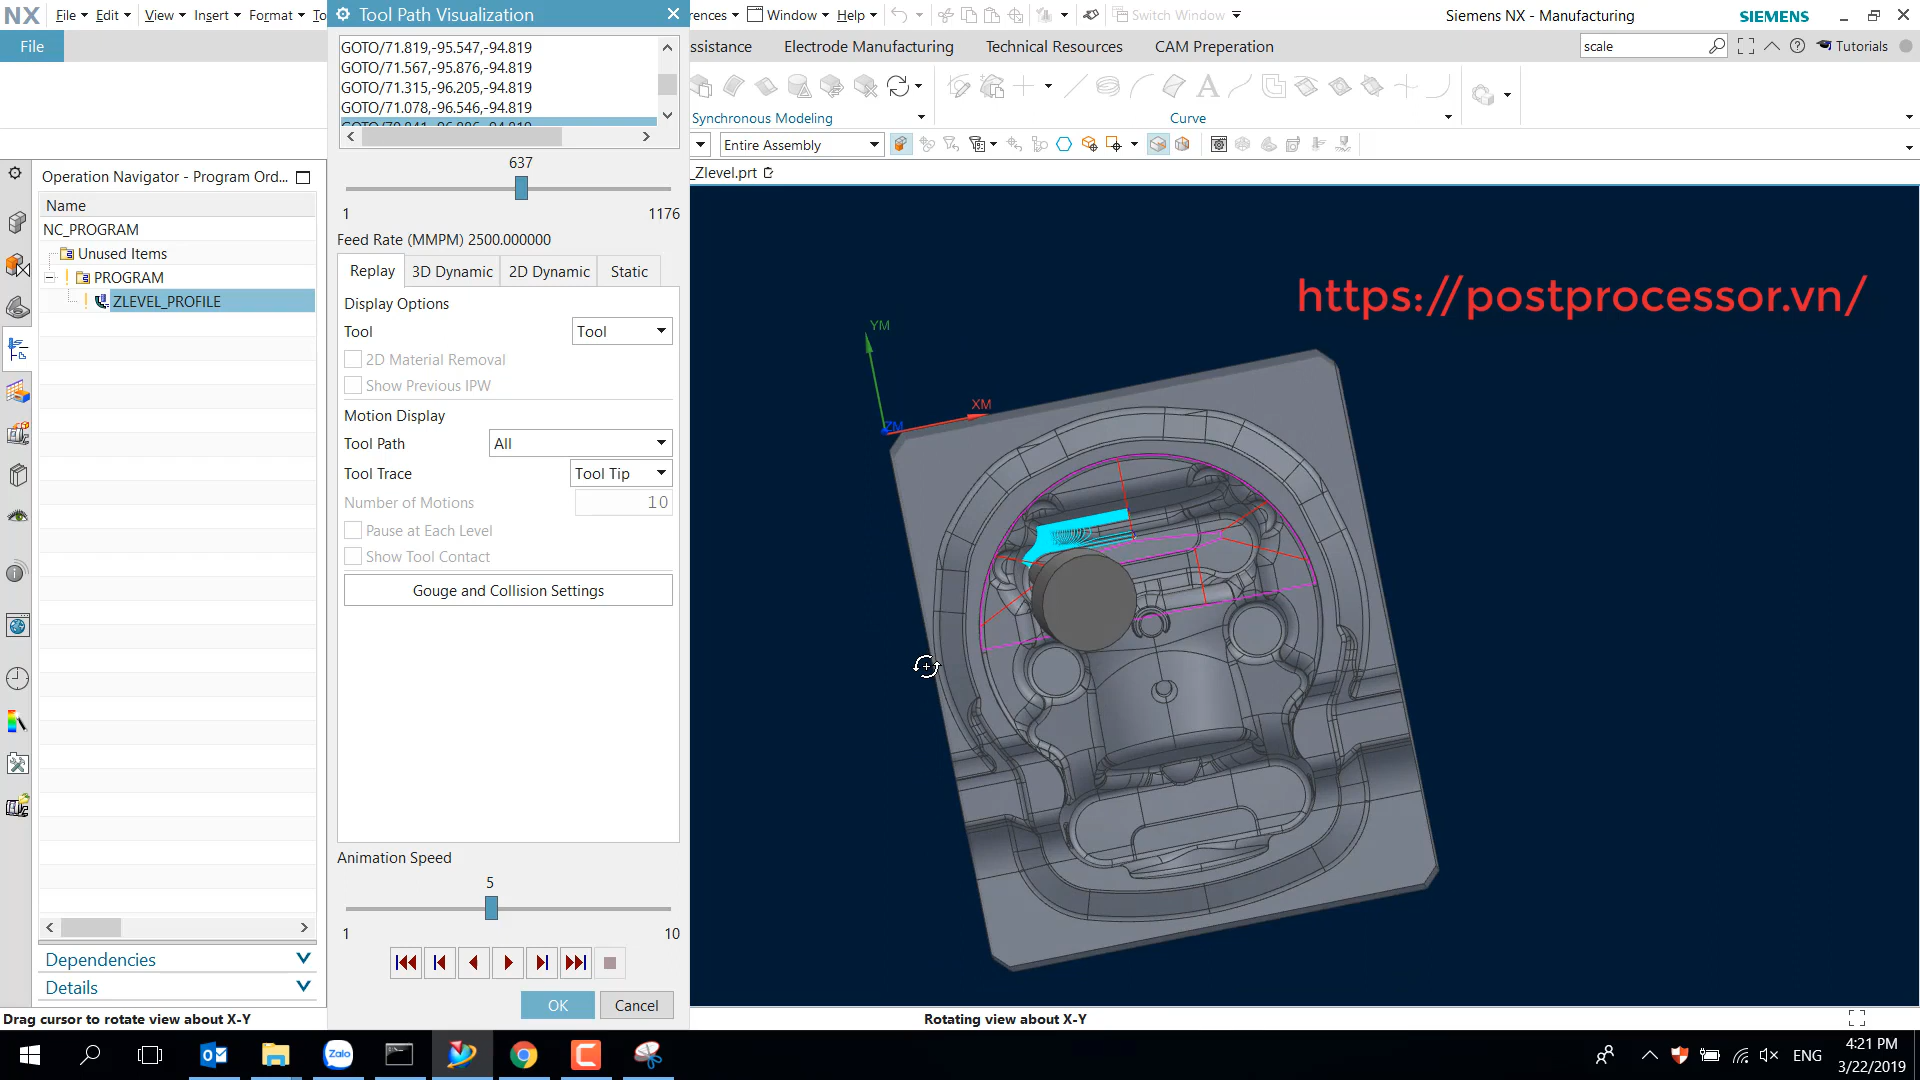 NX
File
Edit
View
Insert
Format
Tool Path Visualization
Window
Help
Switch Window
Siemens NX - Manufacturing
SIEMENS
File
Electrode Manufacturing
Technical Resources
CAM Preperation
scale
Tutorials
GOTO/71.819,-95.547,-94.819
GOTO/71.567,-95.876,-94.819
GOTO/71.315,-96.205,-94.819
GOTO/71.078,-96.546,-94.819
Synchronous Modeling
Curve
Entire Assembly
_Zlevel.prt
637
1
1176
Feed Rate (MMPM) 2500.000000
Replay
3D Dynamic
2D Dynamic
Static
Display Options
Tool
Tool
2D Material Removal
Show Previous IPW
Motion Display
Tool Path
All
Tool Trace
Tool Tip
Number of Motions
10
Pause at Each Level
Show Tool Contact
Gouge and Collision Settings
Animation Speed
5
1
10
OK
Cancel
Operation Navigator - Program Ord...
Name
NC_PROGRAM
Unused Items
PROGRAM
ZLEVEL_PROFILE
Dependencies
Details
https://postprocessor.vn/
YM
XM
ZM
Drag cursor to rotate view about X-Y
Rotating view about X-Y
Zalo
ENG
4:21 PM
3/22/2019